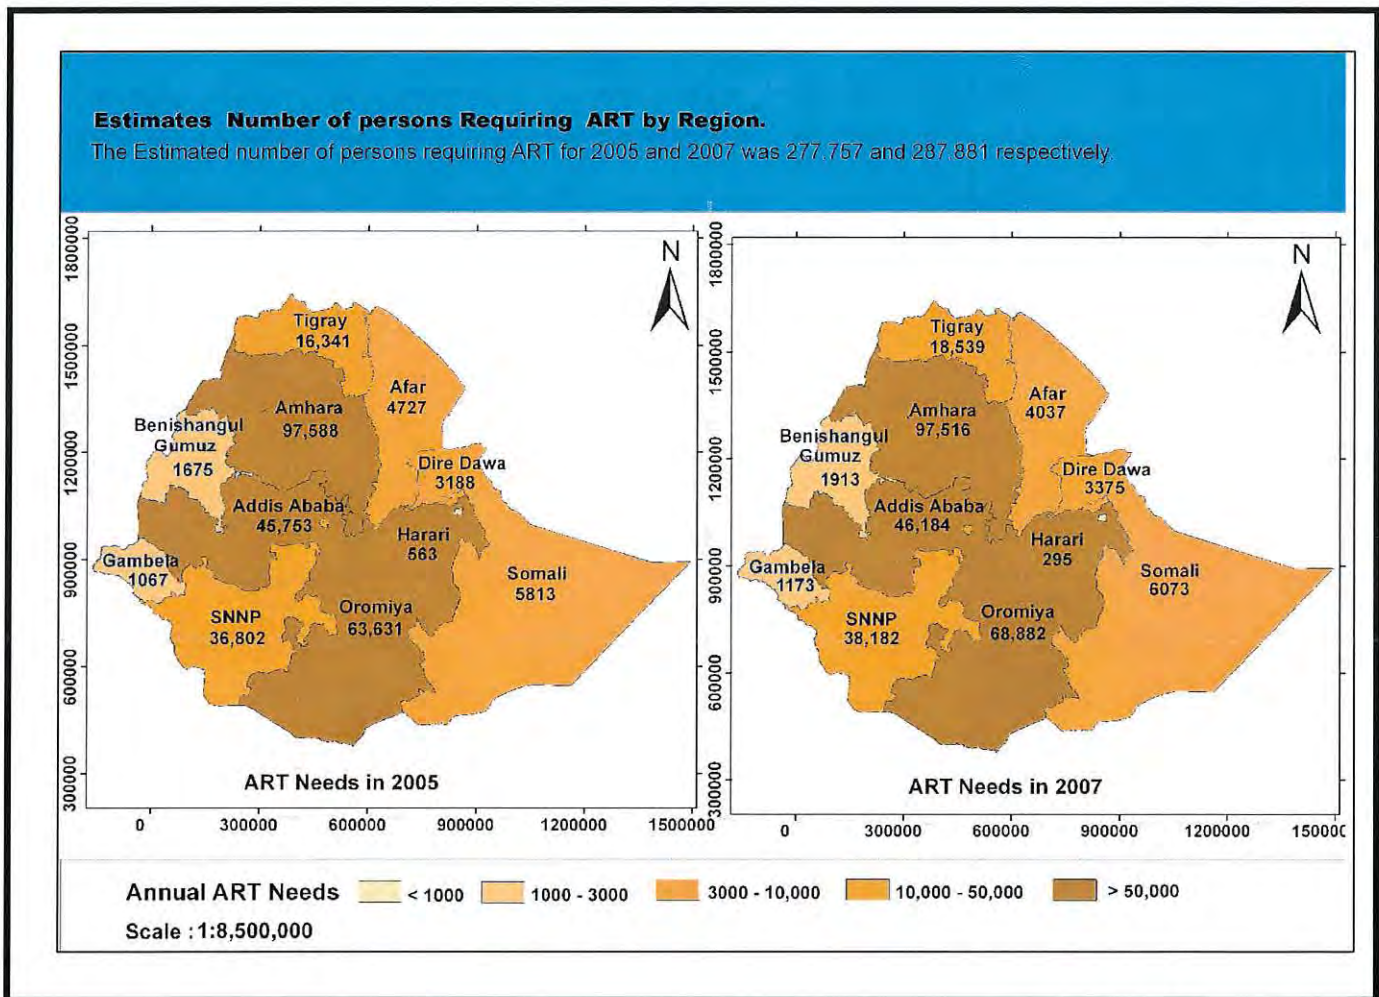 Estimates Number of persons Requiring ART by Region.
The Estimated number of persons requiring ART for 2005 and 2007 was 277.757 and 287.881 respectively.
1800000
1500000
1200000
900000
600000
300000
N
Tigray
16,341
Afar
4727
Amhara
97,588
Benishangul
Gumuz
1675
Dire Dawa
3188
Addis Ababa
45,753
Harari
563
Gambela
1067
Somali
5813
SNNP
36,802
Oromiya
63,631
ART Needs in 2005
0 300000 600000 900000 1200000 1500000
1800000
1500000
1200000
900000
600000
300000
N
Tigray
18,539
Afar
4037
Amhara
97,516
Benishangul
Gumuz
1913
Dire Dawa
3375
Addis Ababa
46,184
Harari
295
Gambela
1173
Somali
6073
SNNP
38,182
Oromiya
68,882
ART Needs in 2007
0 300000 600000 900000 1200000 150000
Annual ART Needs < 1000 1000 - 3000 3000 - 10,000 10,000 - 50,000 > 50,000
Scale : 1:8,500,000